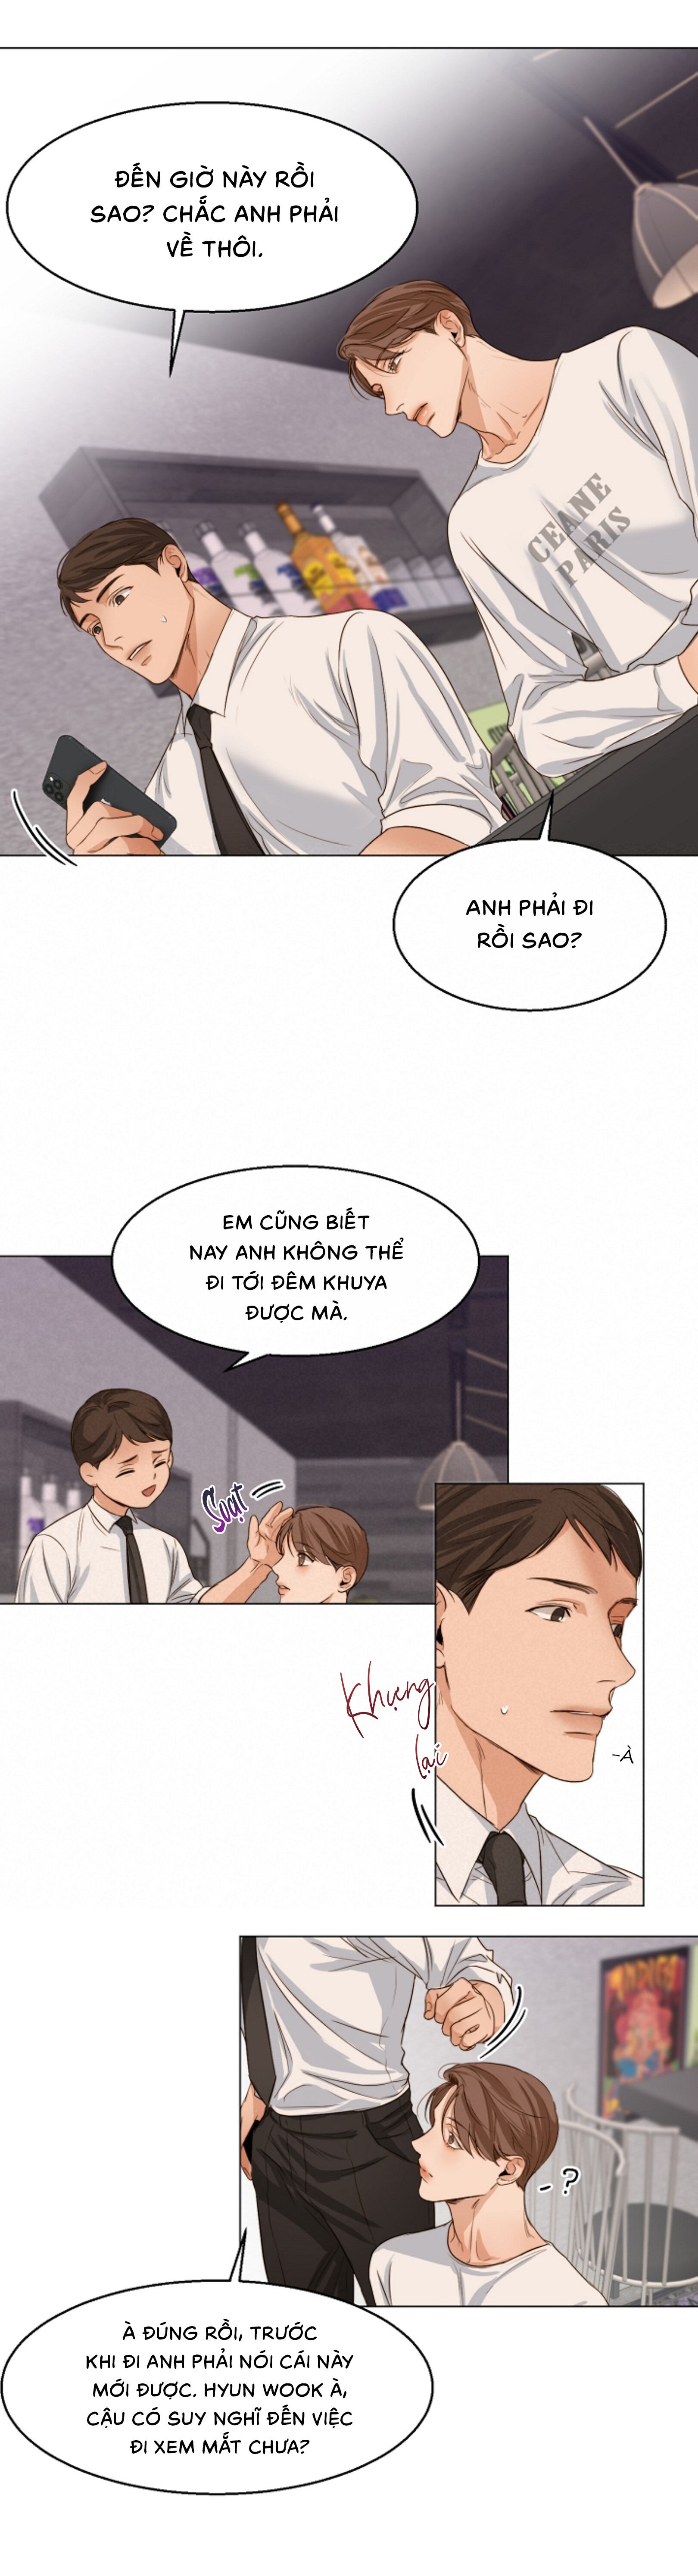 ĐẾN GIỜ NÀY RỒI
SAO? CHẮC ANH PHẢI
VỀ THÔI.
CEANE
PARIS
ANH PHẢI ĐI
RỒI SAO?
EM CŨNG BIẾT
NAY ANH KHÔNG THỂ
ĐI TỚI ĐÊM KHUYA
ĐƯỢC MÀ.
Soạt
Khựng
lại
-À
-?
À ĐÚNG RỒI, TRƯỚC
KHI ĐI ANH PHẢI NÓI CÁI NÀY
MỚI ĐƯỢC. HYUN WOOK À,
CẬU CÓ SUY NGHĨ ĐẾN VIỆC
ĐI XEM MẮT CHƯA?